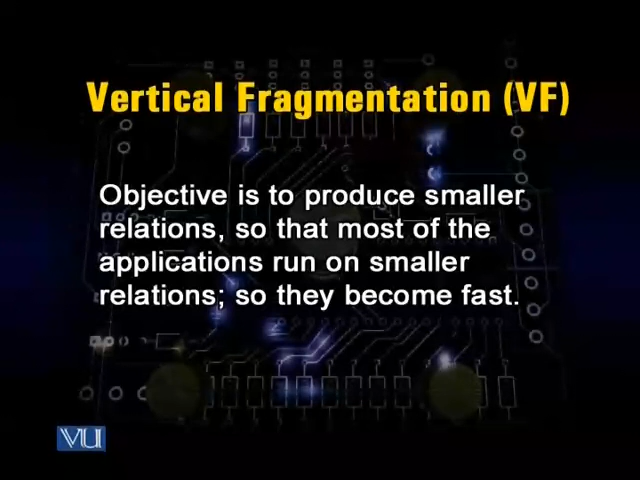 Vertical Fragmentation (VF)
Objective is to produce smaller
relations, so that most of the
applications run on smaller
relations; so they become fast.
VU